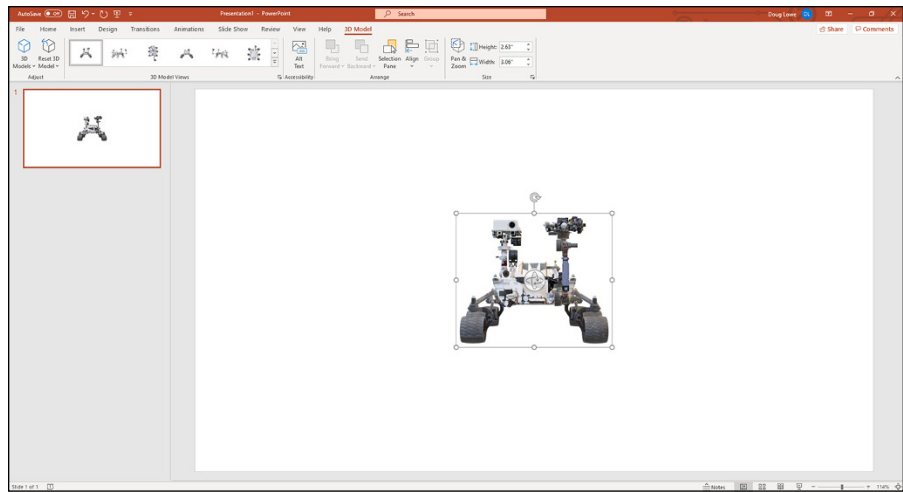 AutoSave Off Presentation1 - PowerPoint Search Doug Lowe DL
File Home Insert Design Transitions Animations Slide Show Review View Help 3D Model Share Comments
3D Models Reset 3D Model Alt Text Bring Forward Send Backward Selection Pane Align Group Pan & Zoom Height: 2.63" Width: 3.06"
Adjust 3D Model Views Accessibility Arrange Size
1
Slide 1 of 1 Notes 114%